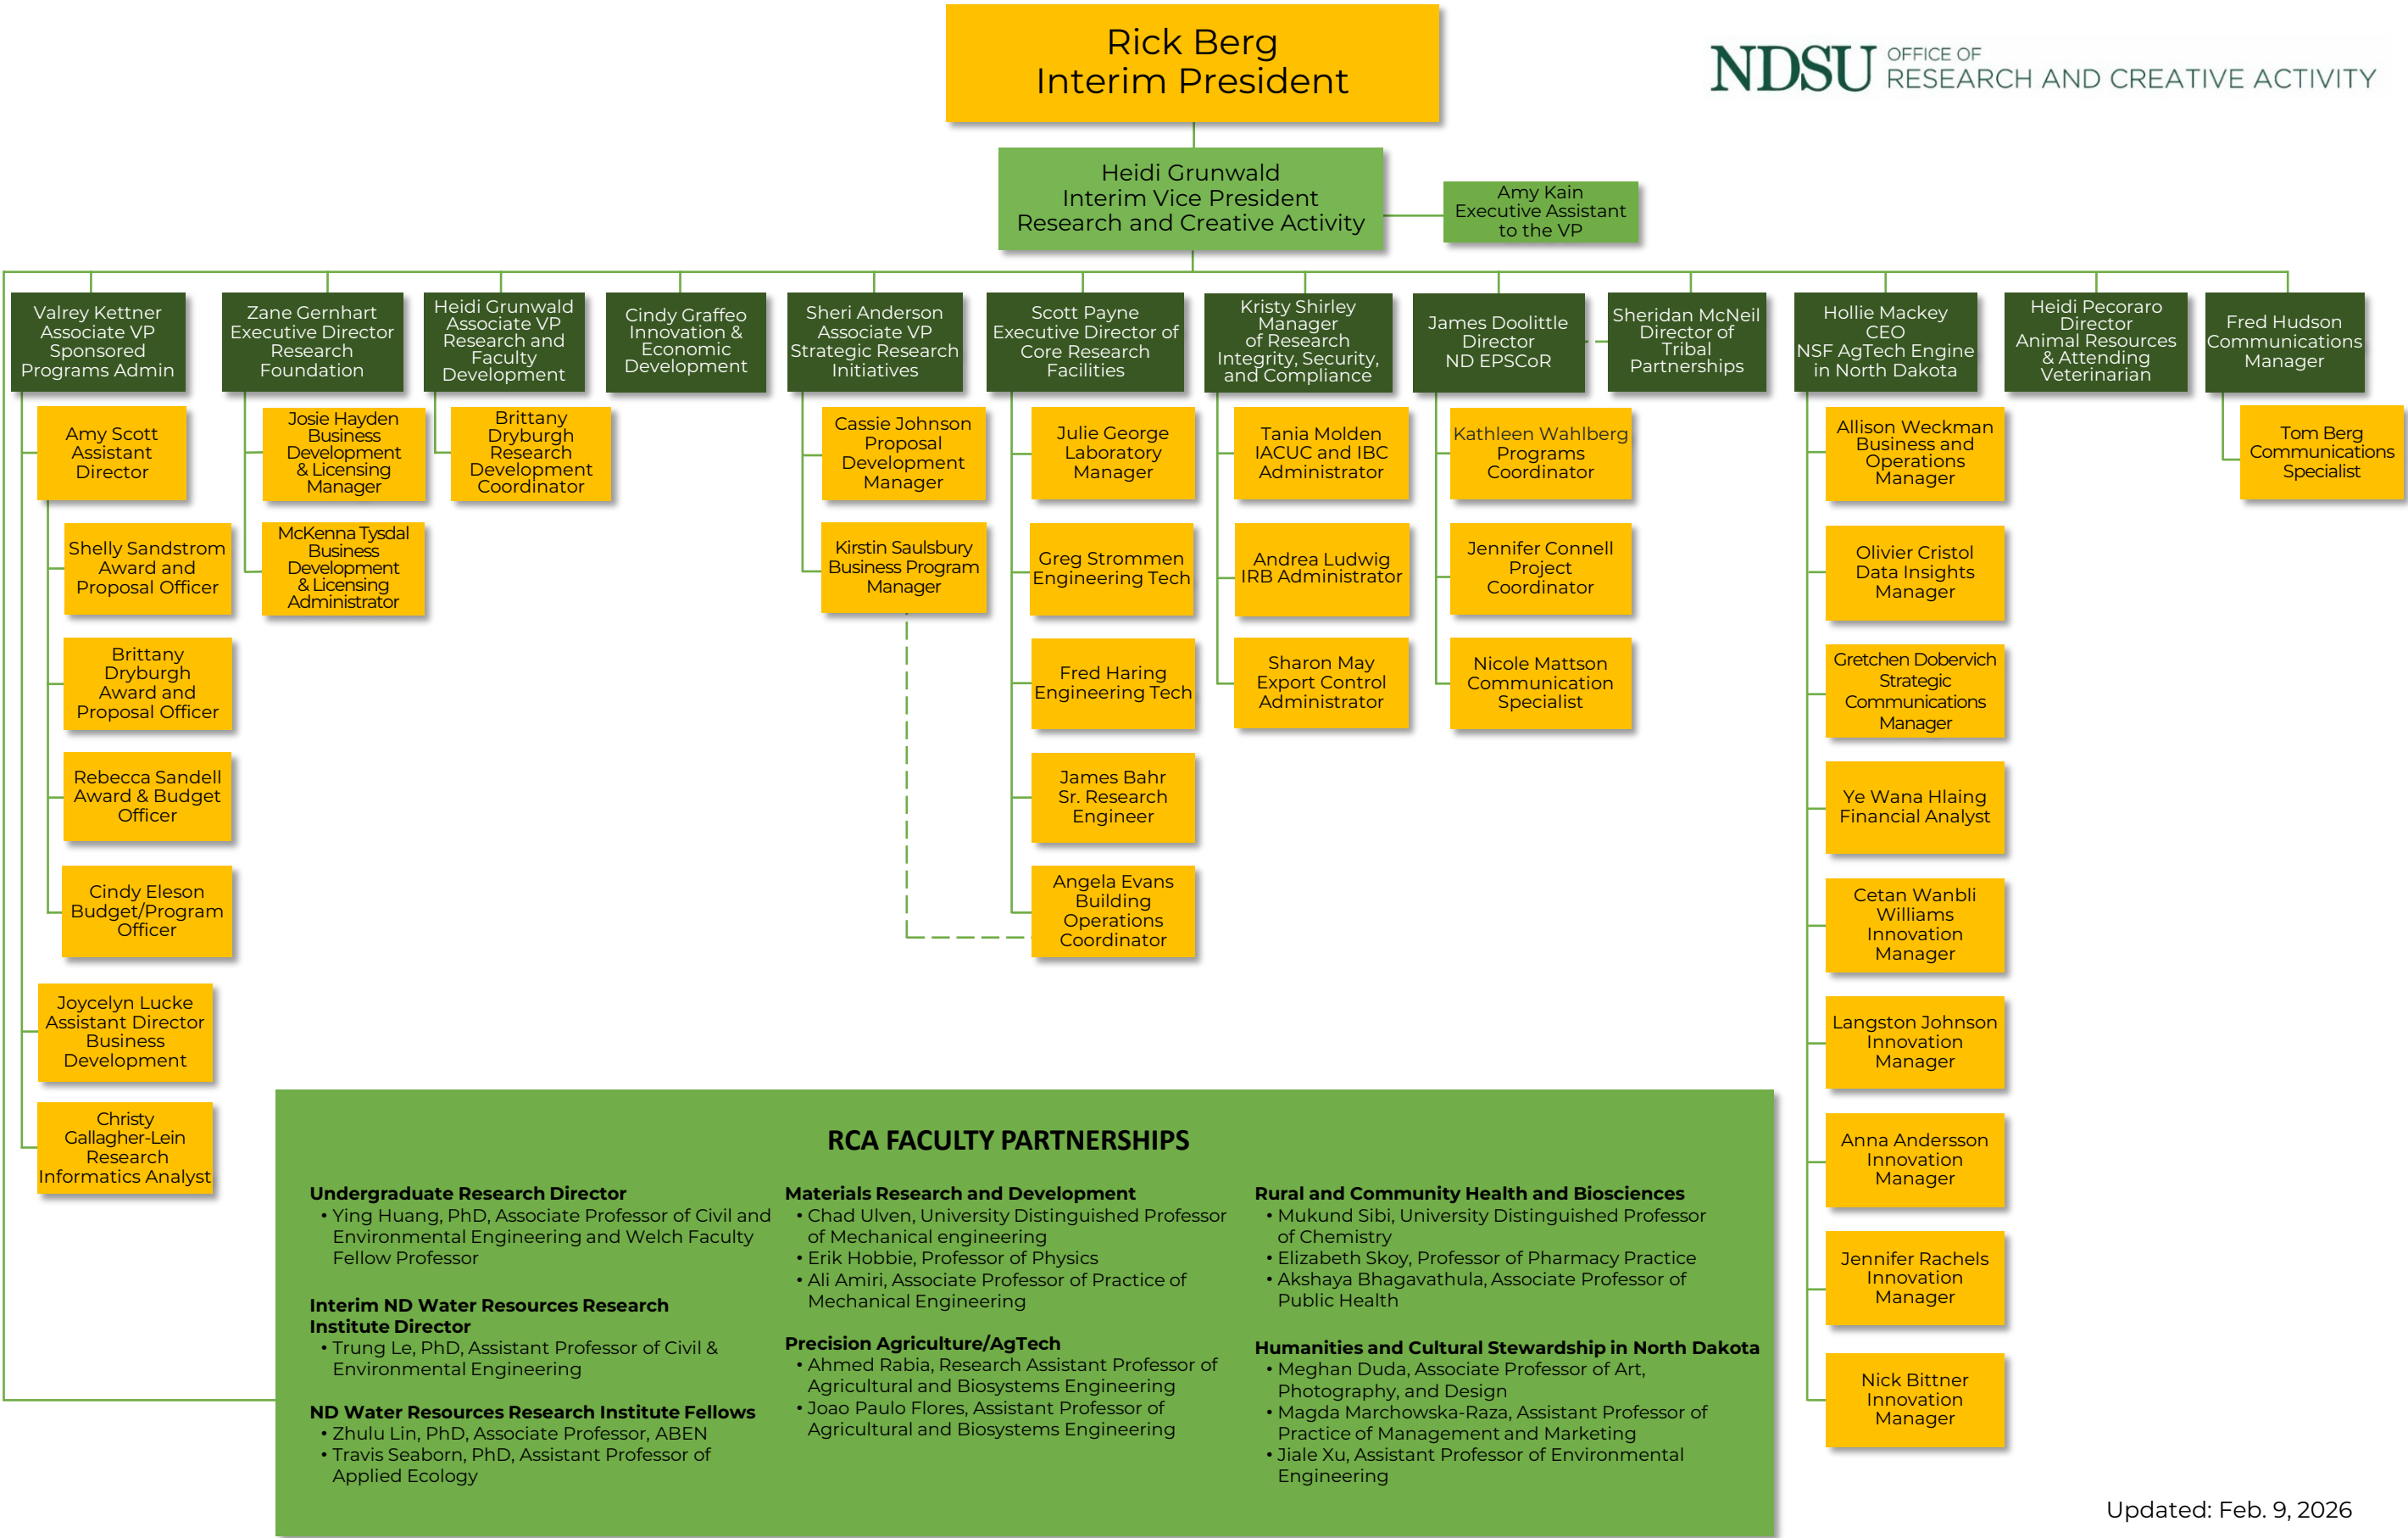 Rick Berg
Interim President
NDSU OFFICE OF
RESEARCH AND CREATIVE ACTIVITY
Heidi Grunwald
Interim Vice President
Research and Creative Activity
Amy Kain
Executive Assistant
to the VP
Valrey Kettner
Associate VP
Sponsored
Programs Admin
Zane Gernhart
Executive Director
Research
Foundation
Heidi Grunwald
Associate VP
Research and
Faculty
Development
Cindy Graffeo
Innovation &
Economic
Development
Sheri Anderson
Associate VP
Strategic Research
Initiatives
Scott Payne
Executive Director of
Core Research
Facilities
Kristy Shirley
Manager
of Research
Integrity, Security,
and Compliance
James Doolittle
Director
ND EPSCoR
Sheridan McNeil
Director of
Tribal
Partnerships
Hollie Mackey
CEO
NSF AgTech Engine
in North Dakota
Heidi Pecoraro
Director
Animal Resources
& Attending
Veterinarian
Fred Hudson
Communications
Manager
Amy Scott
Assistant
Director
Shelly Sandstrom
Award and
Proposal Officer
Brittany
Dryburgh
Award and
Proposal Officer
Rebecca Sandell
Award & Budget
Officer
Cindy Eleson
Budget/Program
Officer
Joycelyn Lucke
Assistant Director
Business
Development
Christy
Gallagher-Lein
Research
Informatics Analyst
Josie Hayden
Business
Development
& Licensing
Manager
McKenna Tysdal
Business
Development
& Licensing
Administrator
Brittany
Dryburgh
Research
Development
Coordinator
Cassie Johnson
Proposal
Development
Manager
Kirstin Saulsbury
Business Program
Manager
Julie George
Laboratory
Manager
Greg Strommen
Engineering Tech
Fred Haring
Engineering Tech
James Bahr
Sr. Research
Engineer
Angela Evans
Building
Operations
Coordinator
Tania Molden
IACUC and IBC
Administrator
Andrea Ludwig
IRB Administrator
Sharon May
Export Control
Administrator
Kathleen Wahlberg
Programs
Coordinator
Jennifer Connell
Project
Coordinator
Nicole Mattson
Communication
Specialist
Allison Weckman
Business and
Operations
Manager
Olivier Cristol
Data Insights
Manager
Gretchen Dobervich
Strategic
Communications
Manager
Ye Wana Hlaing
Financial Analyst
Cetan Wanbli
Williams
Innovation
Manager
Langston Johnson
Innovation
Manager
Anna Andersson
Innovation
Manager
Jennifer Rachels
Innovation
Manager
Nick Bittner
Innovation
Manager
Tom Berg
Communications
Specialist
RCA FACULTY PARTNERSHIPS
Undergraduate Research Director
• Ying Huang, PhD, Associate Professor of Civil and
Environmental Engineering and Welch Faculty
Fellow Professor
Interim ND Water Resources Research
Institute Director
• Trung Le, PhD, Assistant Professor of Civil &
Environmental Engineering
ND Water Resources Research Institute Fellows
• Zhulu Lin, PhD, Associate Professor, ABEN
• Travis Seaborn, PhD, Assistant Professor of
Applied Ecology
Materials Research and Development
• Chad Ulven, University Distinguished Professor
of Mechanical engineering
• Erik Hobbie, Professor of Physics
• Ali Amiri, Associate Professor of Practice of
Mechanical Engineering
Precision Agriculture/AgTech
• Ahmed Rabia, Research Assistant Professor of
Agricultural and Biosystems Engineering
• Joao Paulo Flores, Assistant Professor of
Agricultural and Biosystems Engineering
Rural and Community Health and Biosciences
• Mukund Sibi, University Distinguished Professor
of Chemistry
• Elizabeth Skoy, Professor of Pharmacy Practice
• Akshaya Bhagavathula, Associate Professor of
Public Health
Humanities and Cultural Stewardship in North Dakota
• Meghan Duda, Associate Professor of Art,
Photography, and Design
• Magda Marchowska-Raza, Assistant Professor of
Practice of Management and Marketing
• Jiale Xu, Assistant Professor of Environmental
Engineering
Updated: Feb. 9, 2026